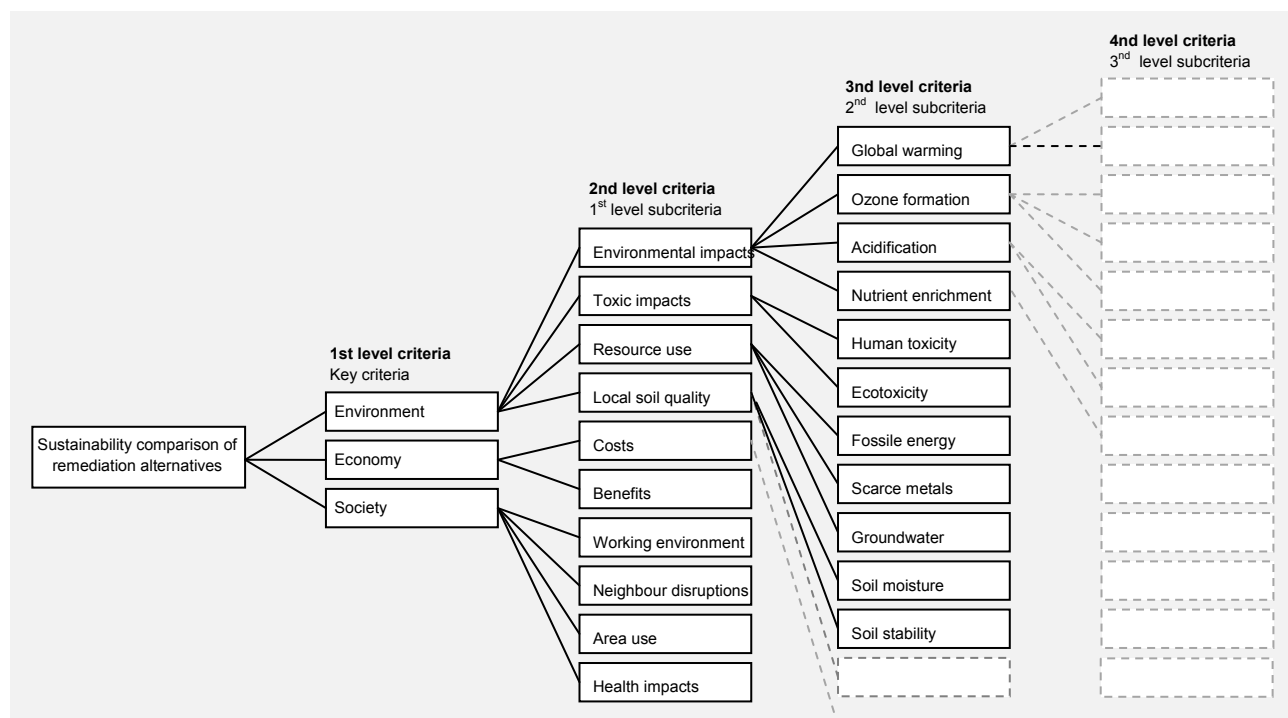 4nd level criteria
3nd level subcriteria
3nd level criteria
2nd level subcriteria
Global warming
2nd level criteria
1st level subcriteria
Ozone formation
Environmental impacts
Acidification
Toxic impacts
Nutrient enrichment
1st level criteria
Key criteria
Resource use
Human toxicity
Environment
Local soil quality
Ecotoxicity
Sustainability comparison of
remediation alternatives
Economy
Costs
Fossile energy
Society
Benefits
Scarce metals
Working environment
Groundwater
Neighbour disruptions
Soil moisture
Area use
Soil stability
Health impacts